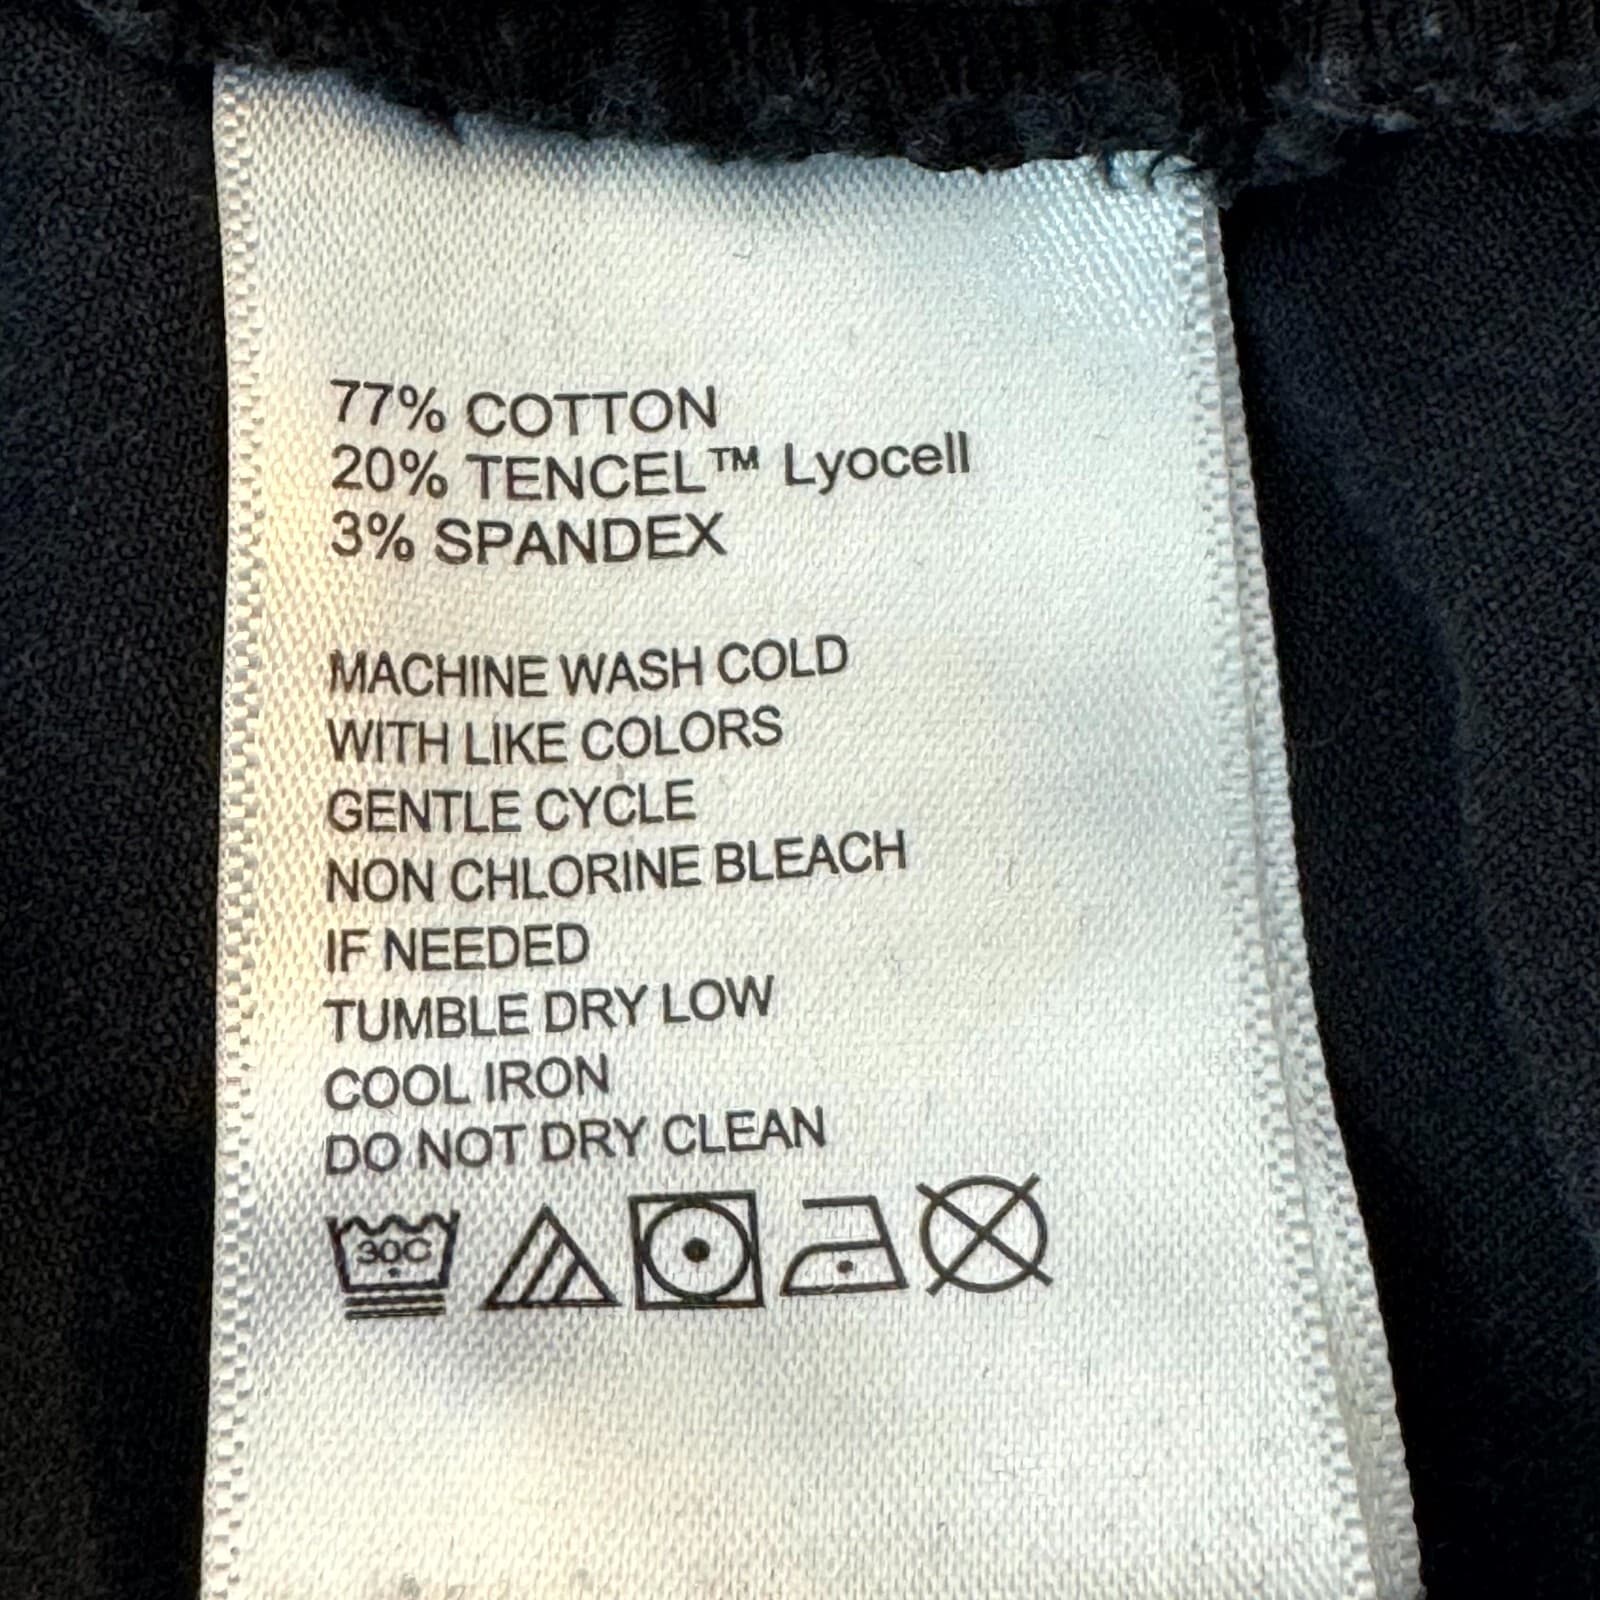 77% COTTON
20% TENCEL™ Lyocell
3% SPANDEX
MACHINE WASH COLD
WITH LIKE COLORS
GENTLE CYCLE
NON CHLORINE BLEACH
IF NEEDED
TUMBLE DRY LOW
COOL IRON
DO NOT DRY CLEAN
30C